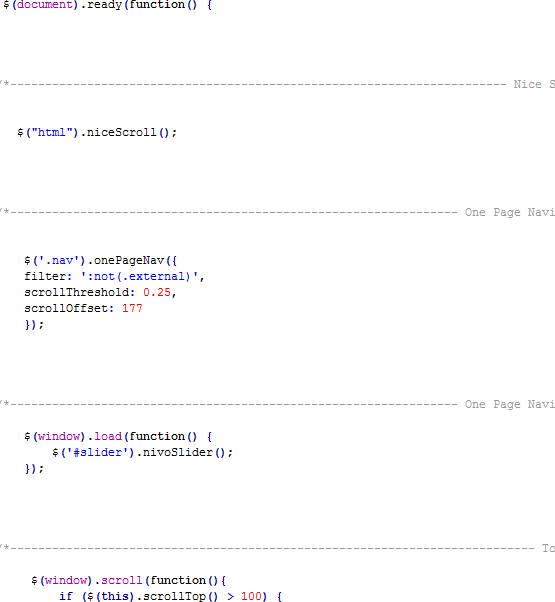 $(document).ready(function() {
/*----------------------------------------------------------------------- Nice S
$("html").niceScroll();
/*---------------------------------------------------------------- One Page Navi
$('.nav').onePageNav({
filter: ':not(.external)',
scrollThreshold: 0.25,
scrollOffset: 177
});
/*---------------------------------------------------------------- One Page Navi
$(window).load(function() {
$('#slider').nivoSlider();
});
/*--------------------------------------------------------------------------- To
$(window).scroll(function(){
if ($(this).scrollTop() > 100) {